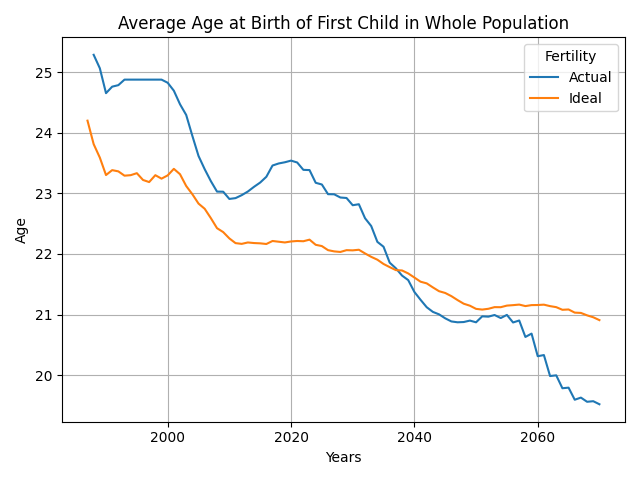 Average Age at Birth of First Child in Whole Population
Fertility
Actual
Ideal
Age
25
24
23
22
21
20
2000
2020
2040
2060
Years